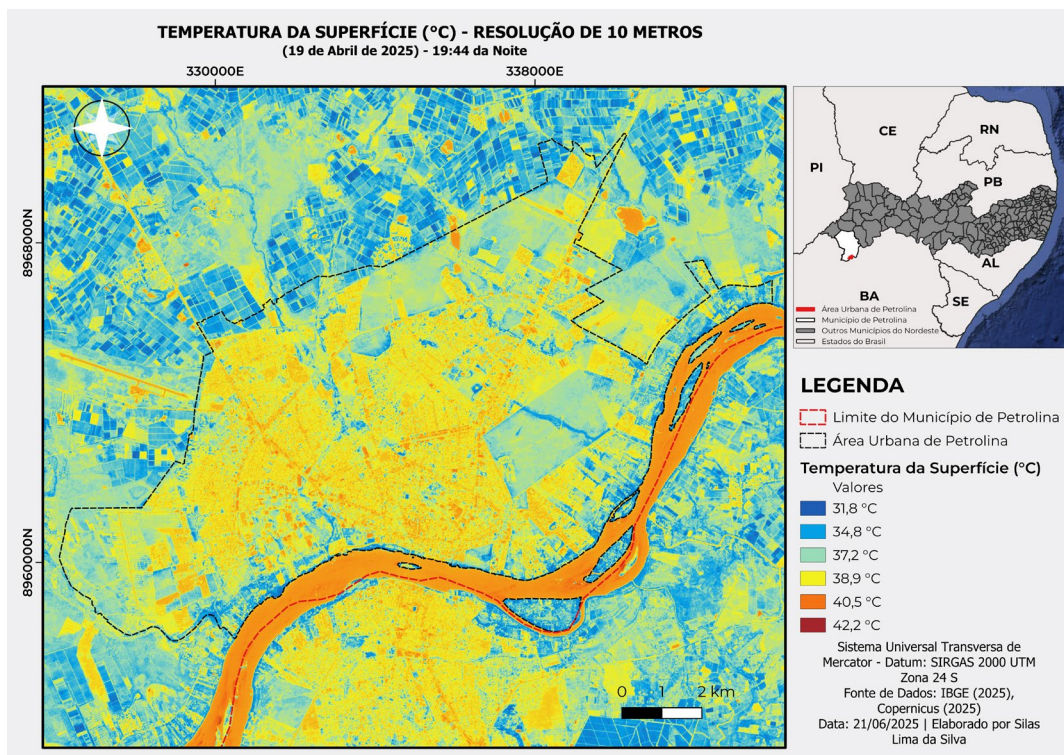 TEMPERATURA DA SUPERFÍCIE (°C) - RESOLUÇÃO DE 10 METROS
(19 de Abril de 2025) - 19:44 da Noite
330000E
338000E
8968000N
8960000N
0 1 2 km
CE
RN
PI
PB
AL
SE
BA
Área Urbana de Petrolina
Município de Petrolina
Outros Municípios do Nordeste
Estados do Brasil
LEGENDA
Limite do Município de Petrolina
Área Urbana de Petrolina
Temperatura da Superfície (°C)
Valores
31,8 °C
34,8 °C
37,2 °C
38,9 °C
40,5 °C
42,2 °C
Sistema Universal Transversa de
Mercator - Datum: SIRGAS 2000 UTM
Zona 24 S
Fonte de Dados: IBGE (2025),
Copernicus (2025)
Data: 21/06/2025 | Elaborado por Silas
Lima da Silva